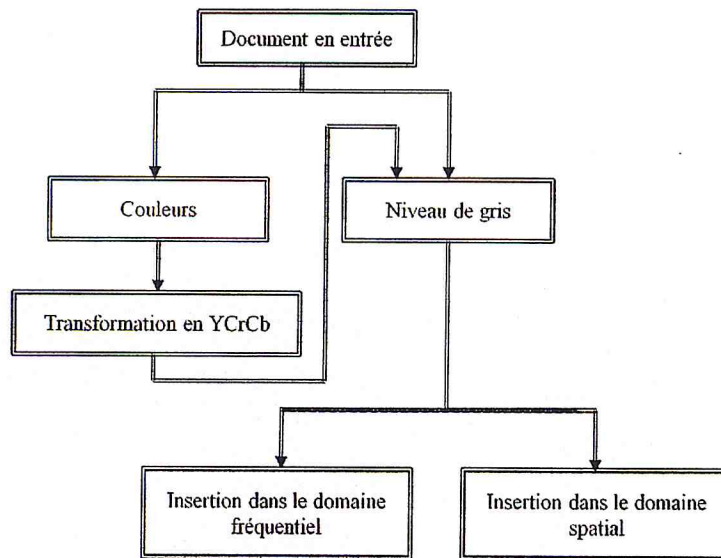 Document en entrée
Couleurs
Niveau de gris
Transformation en YCrCb
Insertion dans le domaine
fréquentiel
Insertion dans le domaine
spatial